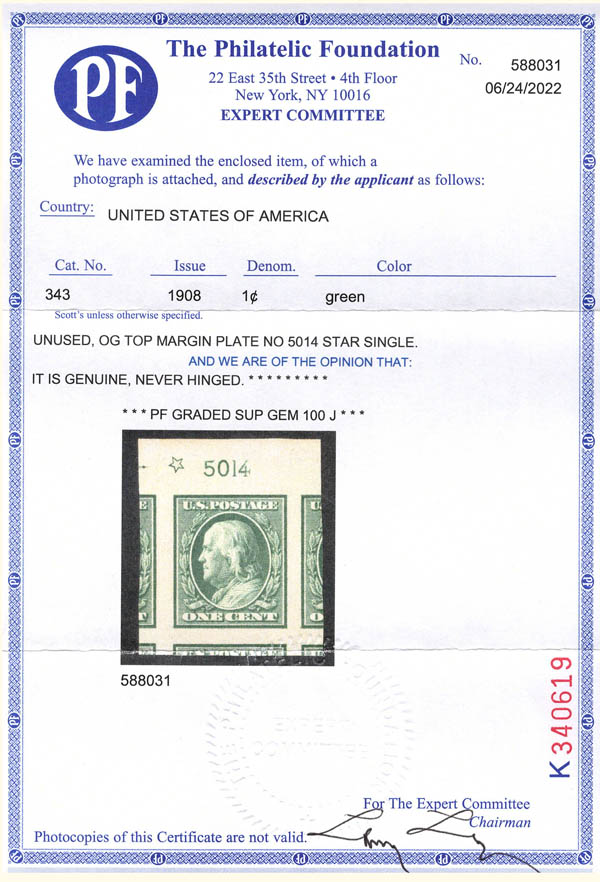 PF
The Philatelic Foundation
22 East 35th Street • 4th Floor
New York, NY 10016
EXPERT COMMITTEE
No. 588031
06/24/2022
We have examined the enclosed item, of which a
photograph is attached, and described by the applicant as follows:
Country: UNITED STATES OF AMERICA
Cat. No. Issue Denom. Color
343 1908 1¢ green
Scott's unless otherwise specified.
UNUSED, OG TOP MARGIN PLATE NO 5014 STAR SINGLE.
AND WE ARE OF THE OPINION THAT:
IT IS GENUINE, NEVER HINGED. * * * * * * * * *
* * * PF GRADED SUP GEM 100 J * * *
☆ 5014
U.S. POSTAGE
ONE CENT
588031
K 340619
For The Expert Committee
Chairman
Photocopies of this Certificate are not valid.